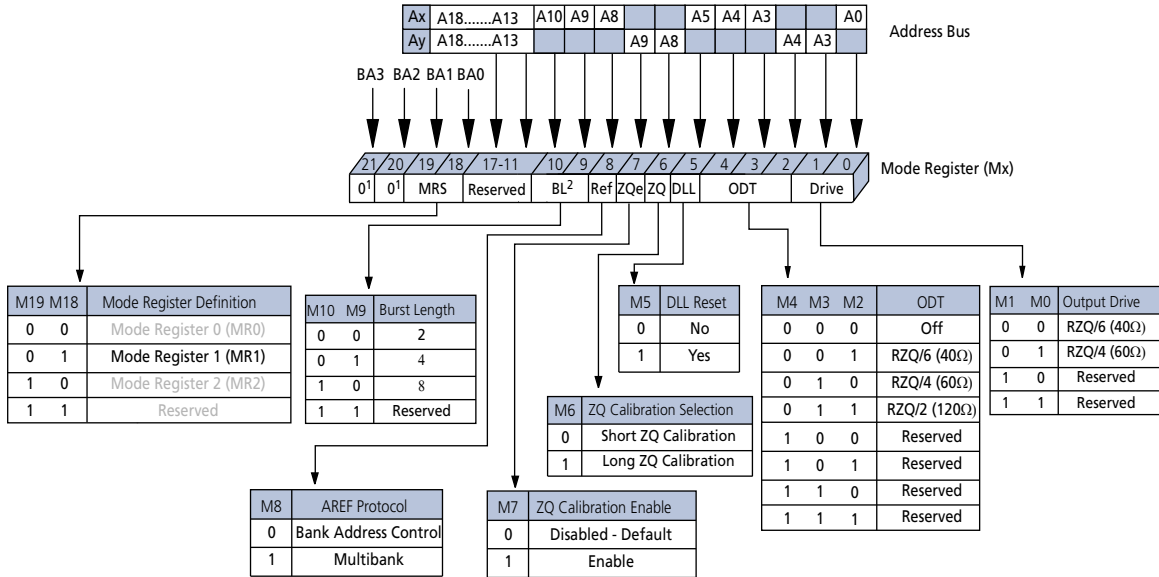 Ax A18.......A13 A10 A9 A8 A5 A4 A3 A0
Ay A18.......A13 A9 A8 A4 A3
Address Bus
BA3 BA2 BA1 BA0
21 20 19 18 17-11 10 9 8 7 6 5 4 3 2 1 0
Mode Register (Mx)
0¹ 0¹ MRS Reserved BL² Ref ZQe ZQ DLL ODT Drive
M19 M18 Mode Register Definition
0 0 Mode Register 0 (MR0)
0 1 Mode Register 1 (MR1)
1 0 Mode Register 2 (MR2)
1 1 Reserved
M10 M9 Burst Length
0 0 2
0 1 4
1 0 8
1 1 Reserved
M5 DLL Reset
0 No
1 Yes
M4 M3 M2 ODT
0 0 0 Off
0 0 1 RZQ/6 (40Ω)
0 1 0 RZQ/4 (60Ω)
0 1 1 RZQ/2 (120Ω)
1 0 0 Reserved
1 0 1 Reserved
1 1 0 Reserved
1 1 1 Reserved
M1 M0 Output Drive
0 0 RZQ/6 (40Ω)
0 1 RZQ/4 (60Ω)
1 0 Reserved
1 1 Reserved
M6 ZQ Calibration Selection
0 Short ZQ Calibration
1 Long ZQ Calibration
M8 AREF Protocol
0 Bank Address Control
1 Multibank
M7 ZQ Calibration Enable
0 Disabled - Default
1 Enable